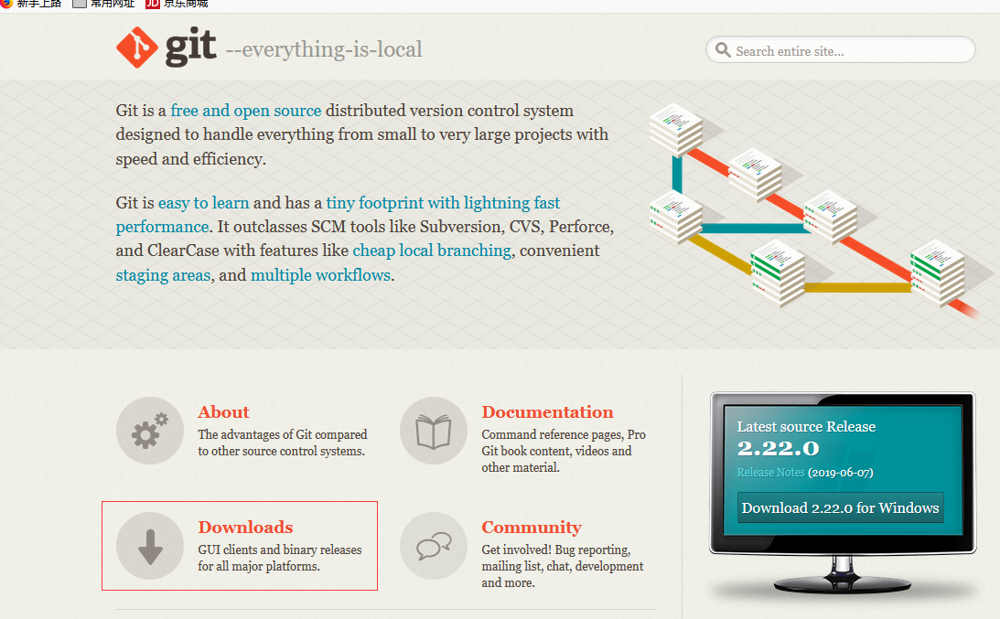 新手上路 常用网址 JD 京东商城
git --everything-is-local
Search entire site...
Git is a free and open source distributed version control system
designed to handle everything from small to very large projects with
speed and efficiency.
Git is easy to learn and has a tiny footprint with lightning fast
performance. It outclasses SCM tools like Subversion, CVS, Perforce,
and ClearCase with features like cheap local branching, convenient
staging areas, and multiple workflows.
About
The advantages of Git compared
to other source control systems.
Documentation
Command reference pages, Pro
Git book content, videos and
other material.
Downloads
GUI clients and binary releases
for all major platforms.
Community
Get involved! Bug reporting,
mailing list, chat, development
and more.
Latest source Release
2.22.0
Release Notes (2019-06-07)
Download 2.22.0 for Windows